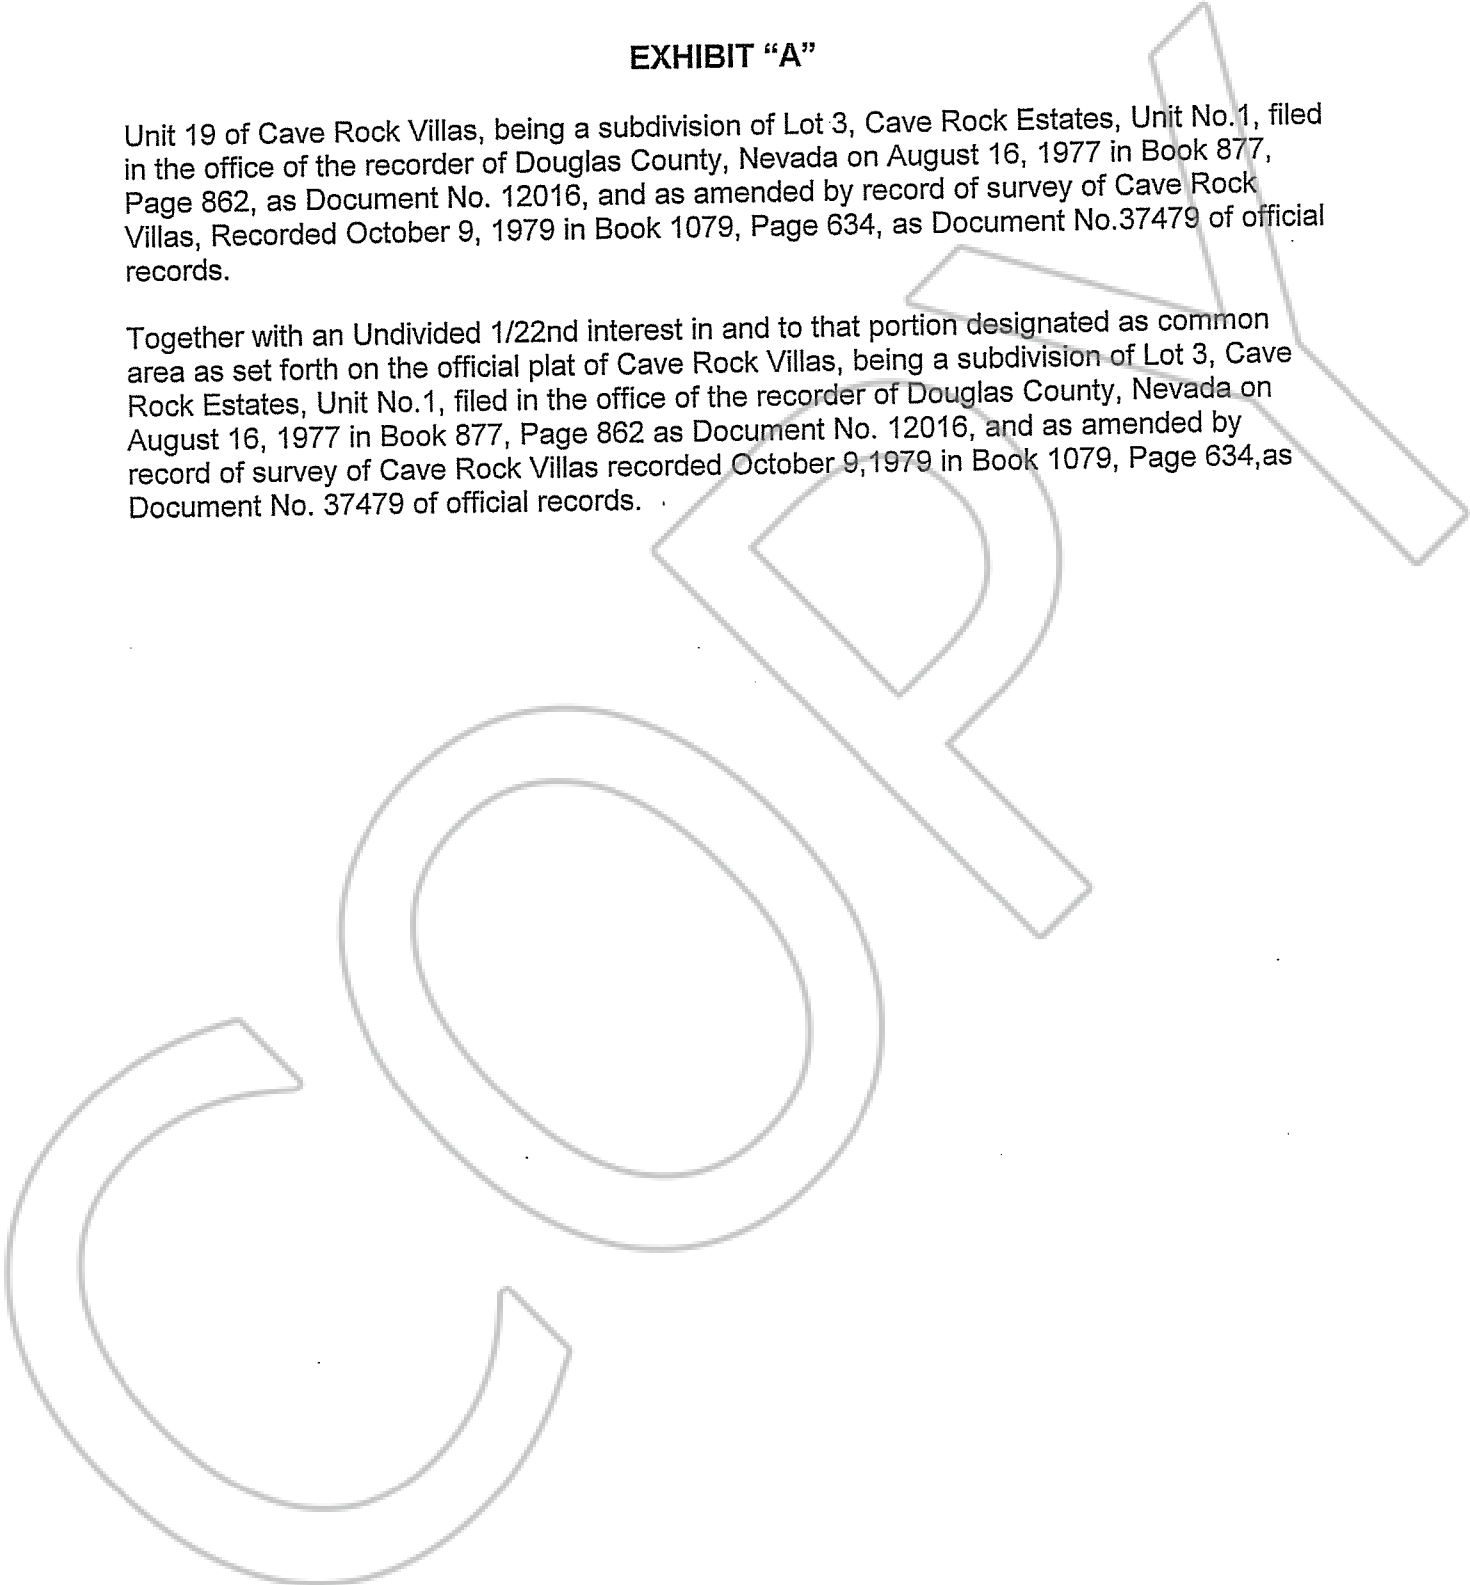 EXHIBIT “A”
Unit 19 of Cave Rock Villas, being a subdivision of Lot 3, Cave Rock Estates, Unit No.1, filed
in the office of the recorder of Douglas County, Nevada on August 16, 1977 in Book 877,
Page 862, as Document No. 12016, and as amended by record of survey of Cave Rock
Villas, Recorded October 9, 1979 in Book 1079, Page 634, as Document No.37479 of official
records.
Together with an Undivided 1/22nd interest in and to that portion designated as common
area as set forth on the official plat of Cave Rock Villas, being a subdivision of Lot 3, Cave
Rock Estates, Unit No.1, filed in the office of the recorder of Douglas County, Nevada on
August 16, 1977 in Book 877, Page 862 as Document No. 12016, and as amended by
record of survey of Cave Rock Villas recorded October 9,1979 in Book 1079, Page 634,as
Document No. 37479 of official records.
COPY